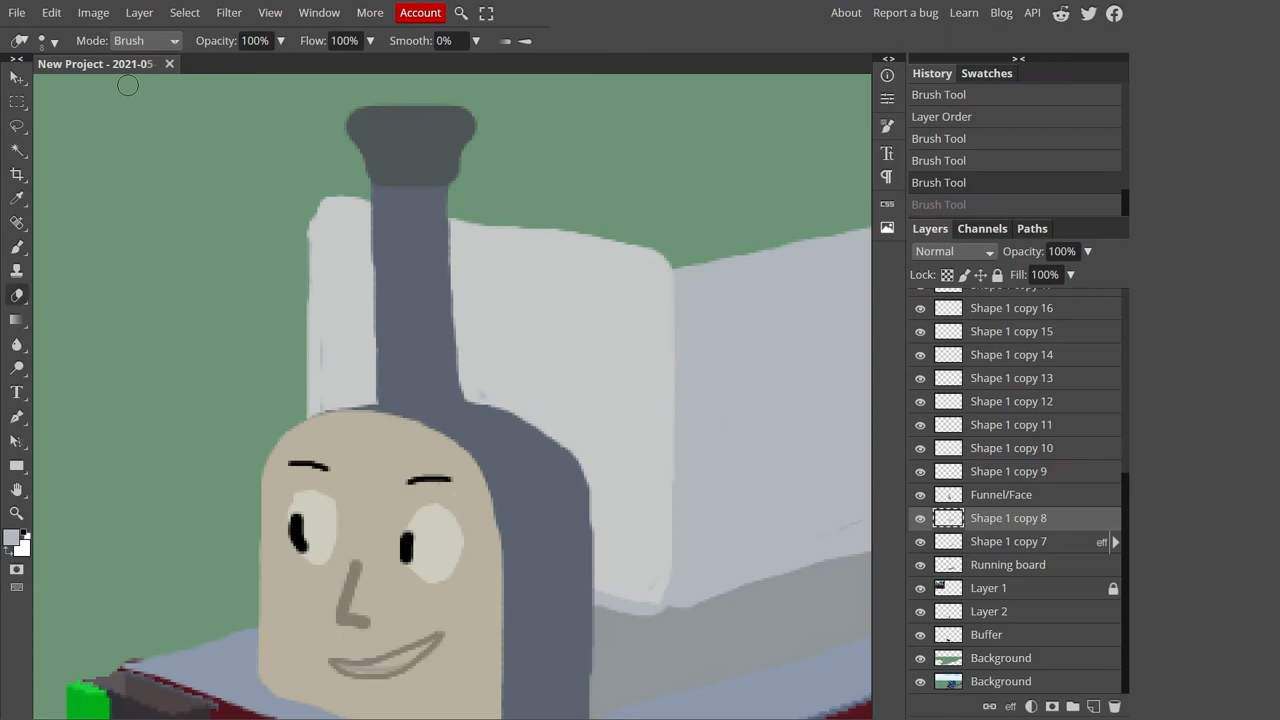 File Edit Image Layer Select Filter View Window More Account About Report a bug Learn Blog API
8 Mode: Brush Opacity: 100% Flow: 100% Smooth: 0%
New Project - 2021-05
History Swatches
Brush Tool
Layer Order
Brush Tool
Brush Tool
Brush Tool
Brush Tool
Layers Channels Paths
Normal Opacity: 100%
Lock: Fill: 100%
Shape 1 copy 16
Shape 1 copy 15
Shape 1 copy 14
Shape 1 copy 13
Shape 1 copy 12
Shape 1 copy 11
Shape 1 copy 10
Shape 1 copy 9
Funnel/Face
Shape 1 copy 8
Shape 1 copy 7 eff
Running board
Layer 1
Layer 2
Buffer
Background
Background
eff
CSS